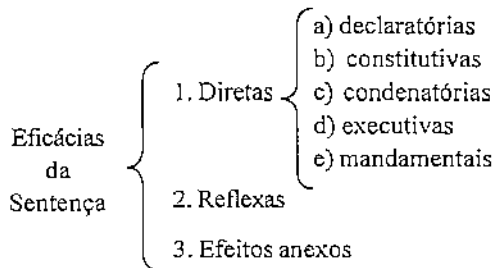 Eficácias
da
Sentença
1. Diretas
a) declaratórias
b) constitutivas
c) condenatórias
d) executivas
e) mandamentais
2. Reflexas
3. Efeitos anexos